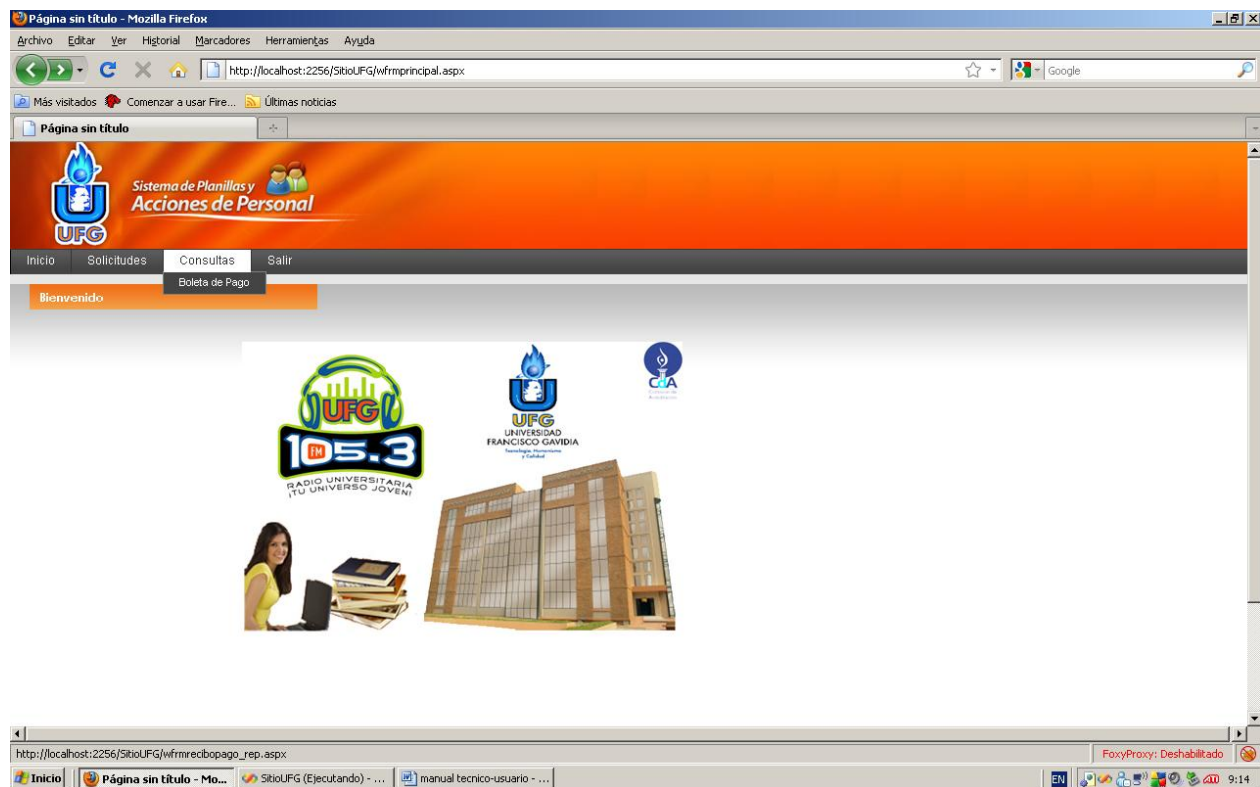 Página sin título - Mozilla Firefox
Archivo Editar Ver Historial Marcadores Herramientas Ayuda
http://localhost:2256/SitioUFG/wfrmprincipal.aspx
Google
Más visitados Comenzar a usar Fire... Últimas noticias
Página sin título
Sistema de Planillas y
Acciones de Personal
UFG
Inicio Solicitudes Consultas Salir
Boleta de Pago
Bienvenido
UFG
FM 105.3
RADIO UNIVERSITARIA
¡TU UNIVERSO JOVEN!
UFG
UNIVERSIDAD
FRANCISCO GAVIDIA
Tecnología, Humanismo
y Calidad
CdA
http://localhost:2256/SitioUFG/wfrmrecibopago_rep.aspx
FoxyProxy: Deshabilitado
Inicio
Página sin título - Mo...
SitioUFG (Ejecutando) - ...
manual tecnico-usuario - ...
EN
9:14